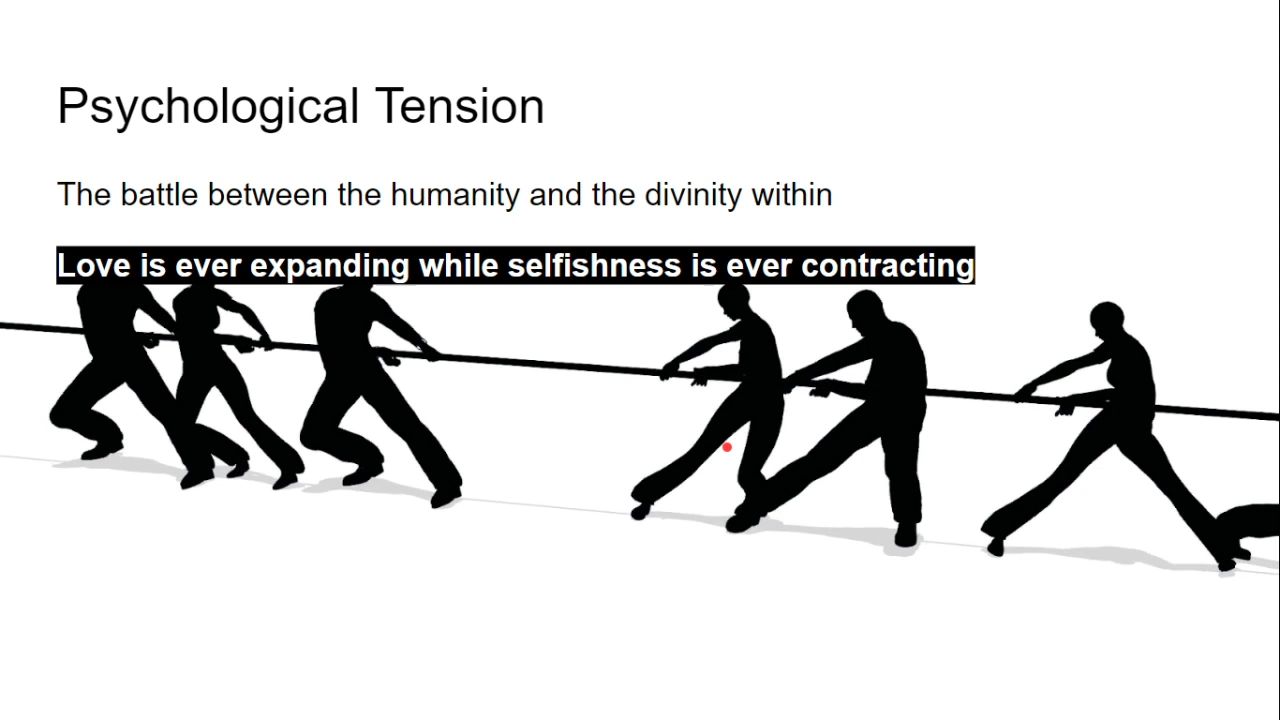 Psychological Tension
The battle between the humanity and the divinity within
Love is ever expanding while selfishness is ever contracting